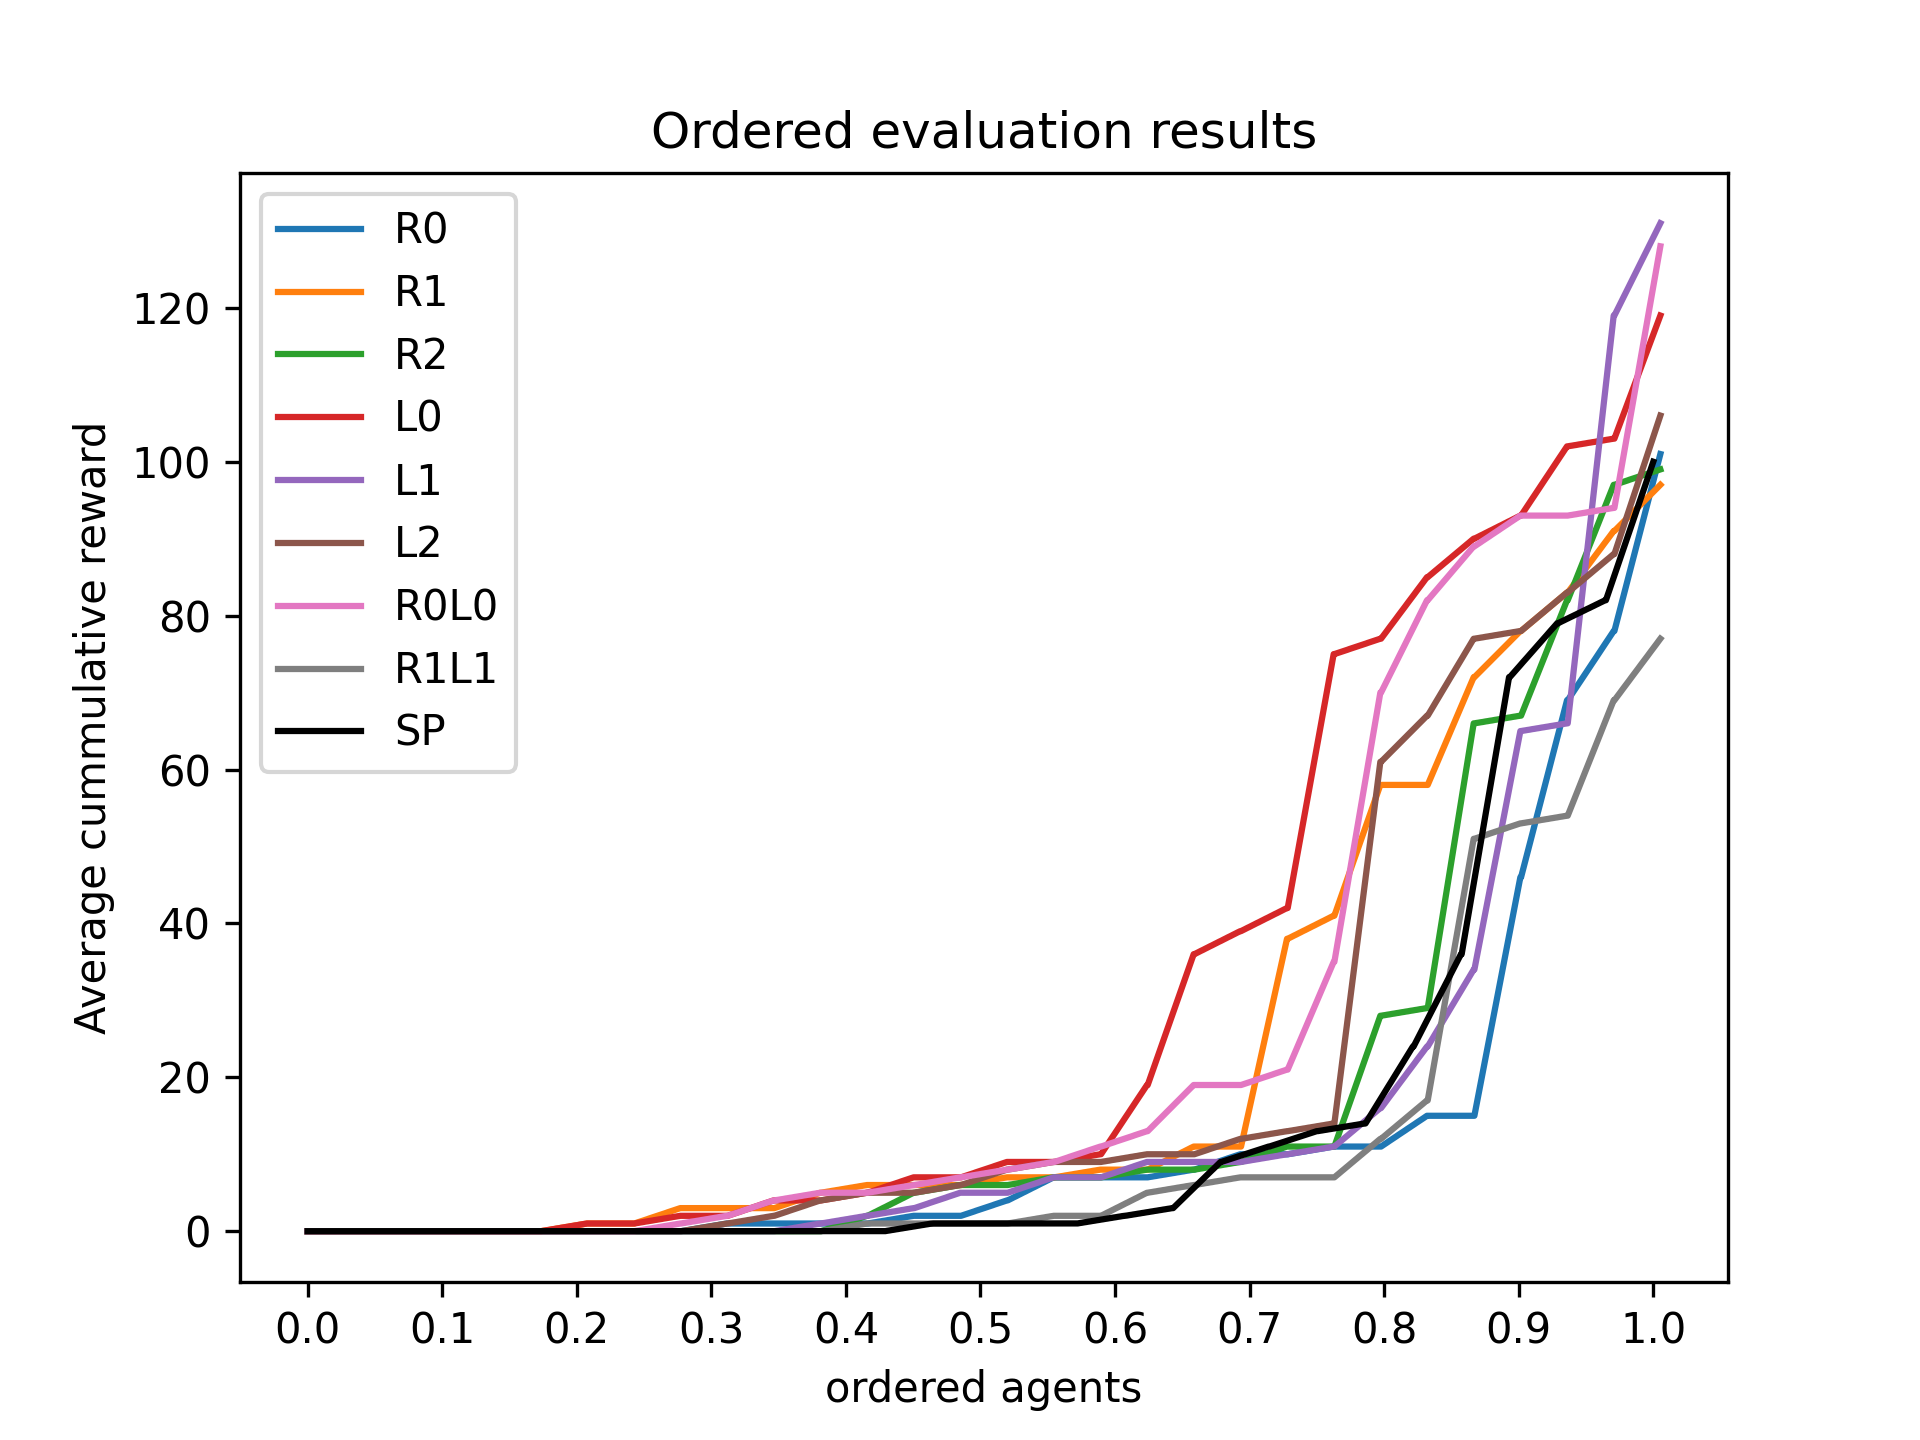 Ordered evaluation results
R0
R1
R2
L0
L1
L2
R0L0
R1L1
SP
Average cummulative reward
120
100
80
60
40
20
0
0.0 0.1 0.2 0.3 0.4 0.5 0.6 0.7 0.8 0.9 1.0
ordered agents